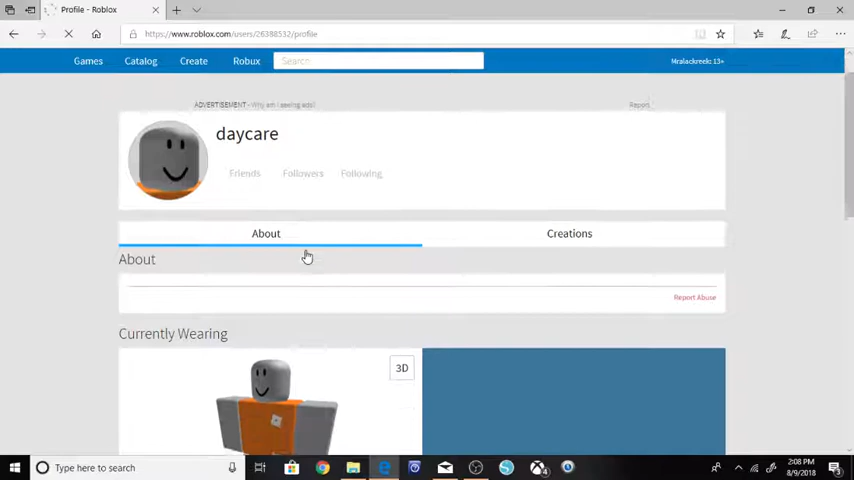 Profile - Roblox
https://www.roblox.com/users/26388532/profile
Games Catalog Create Robux Search Mralackreek: 13+
ADVERTISEMENT - Why am I seeing ads? Report
daycare
Friends Followers Following
About Creations
About
Report Abuse
Currently Wearing
3D
Type here to search
2:08 PM
8/9/2018